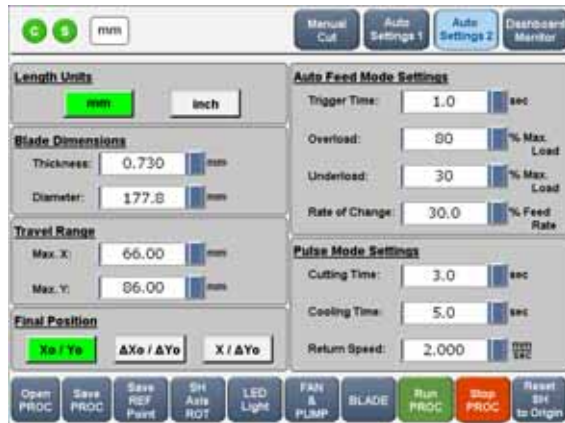 C S mm Manual Cut Auto Settings 1 Auto Settings 2 Dashboard Monitor
Length Units
mm inch
Blade Dimensions
Thickness: 0.730 mm
Diameter: 177.8 mm
Travel Range
Max. X: 66.00 mm
Max. Y: 86.00 mm
Final Position
Xo / Yo ΔXo / ΔYo X / ΔYo
Auto Feed Mode Settings
Trigger Time: 1.0 sec
Overload: 80 % Max. Load
Underload: 30 % Max. Load
Rate of Change: 30.0 % Feed Rate
Pulse Mode Settings
Cutting Time: 3.0 sec
Cooling Time: 5.0 sec
Return Speed: 2.000 mm sec
Open PROC Save PROC Save REF Point SH Axis ROT LED Light FAN & PUMP BLADE Run PROC Stop PROC Reset SH to Origin